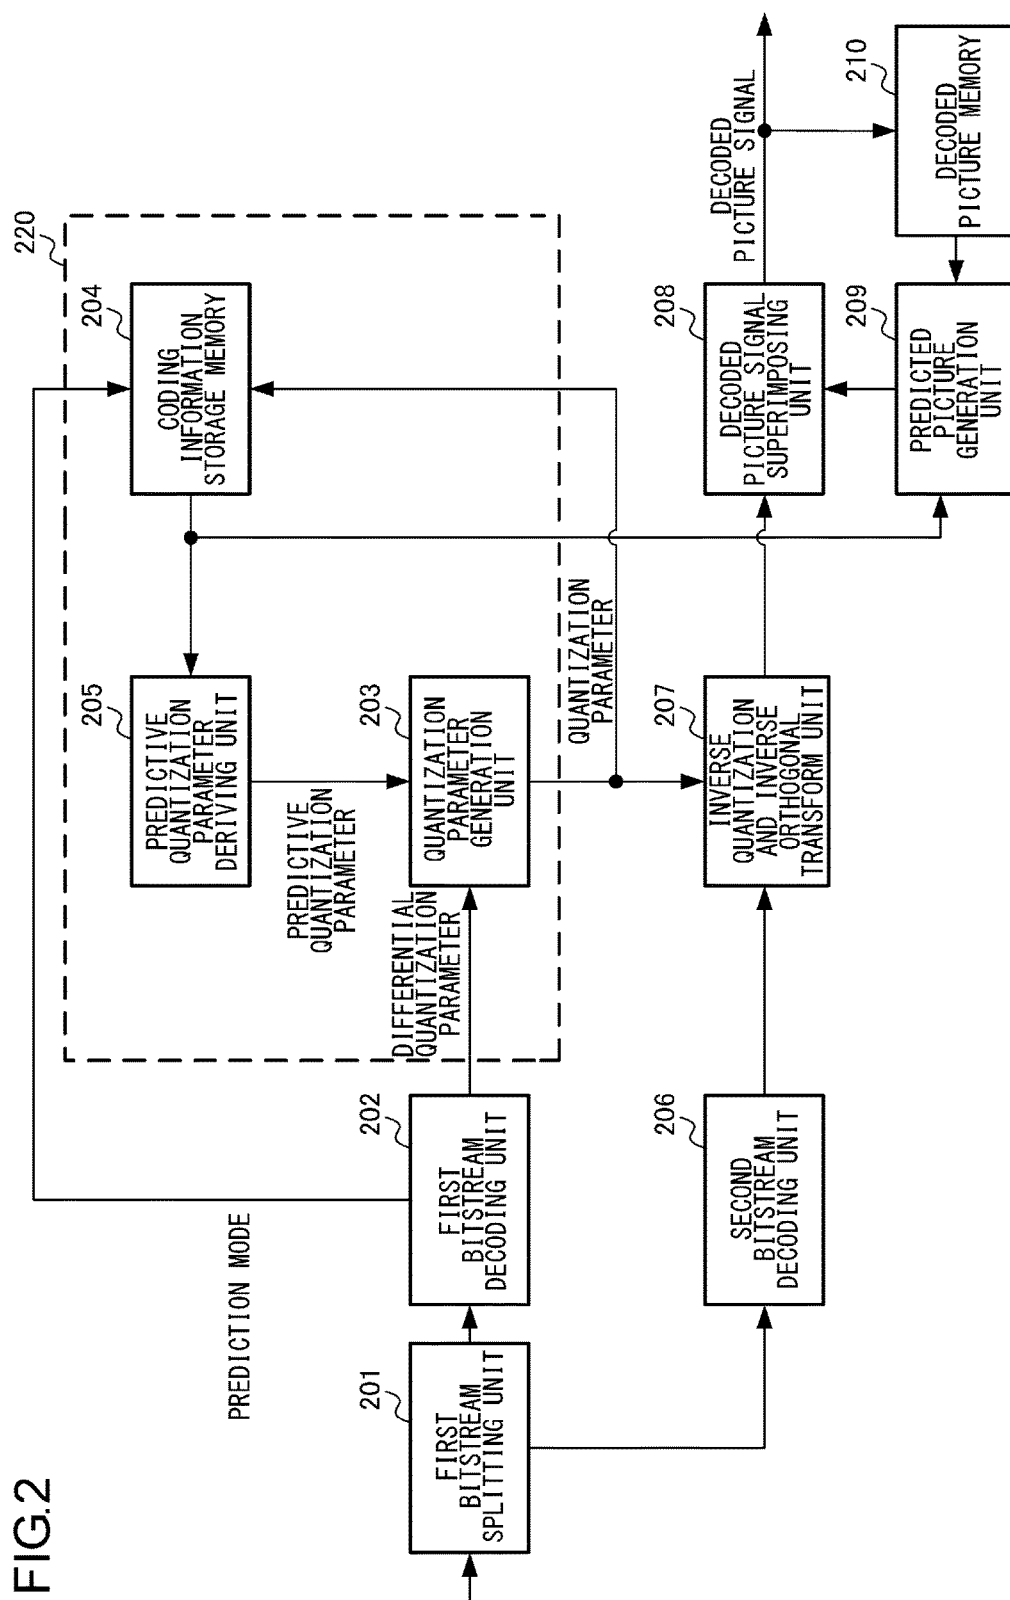 FIG.2
220
204
CODING
INFORMATION
STORAGE MEMORY
205
PREDICTIVE
QUANTIZATION
PARAMETER
DERIVING UNIT
PREDICTIVE
QUANTIZATION
PARAMETER
PREDICTION MODE
201
FIRST
BITSTREAM
SPLITTING UNIT
202
FIRST
BITSTREAM
DECODING UNIT
DIFFERENTIAL
QUANTIZATION
PARAMETER
203
QUANTIZATION
PARAMETER
GENERATION
UNIT
QUANTIZATION
PARAMETER
206
SECOND
BITSTREAM
DECODING UNIT
207
INVERSE
QUANTIZATION
AND INVERSE
ORTHOGONAL
TRANSFORM UNIT
208
DECODED
PICTURE SIGNAL
SUPERIMPOSING
UNIT
DECODED
PICTURE SIGNAL
209
PREDICTED
PICTURE
GENERATION
UNIT
210
DECODED
PICTURE MEMORY